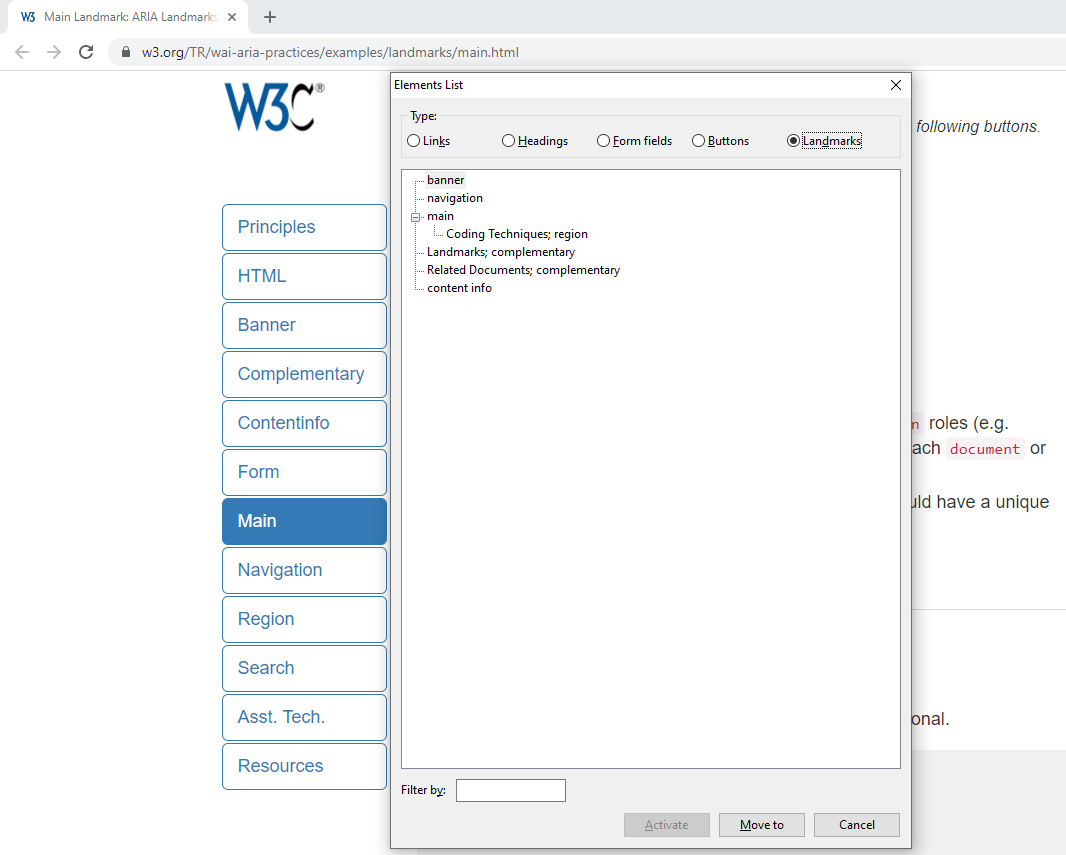 W3 Main Landmark: ARIA Landmarks
w3.org/TR/wai-aria-practices/examples/landmarks/main.html
W3C®
Elements List
Type:
Links Headings Form fields Buttons Landmarks
banner
navigation
main
Coding Techniques; region
Landmarks; complementary
Related Documents; complementary
content info
Filter by:
Activate Move to Cancel
Principles
HTML
Banner
Complementary
Contentinfo
Form
Main
Navigation
Region
Search
Asst. Tech.
Resources
following buttons.
roles (e.g.
document or
have a unique